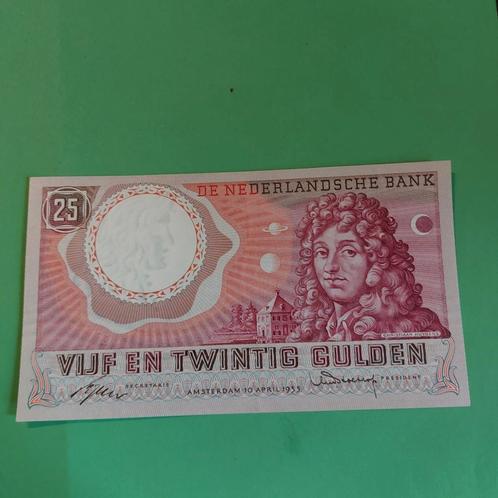 25
DE NEDERLANDSCHE BANK
CHRISTIAAN HUYGENS
VIJF EN TWINTIG GULDEN
SECRETARIS
AMSTERDAM 10 APRIL 1955
PRESIDENT